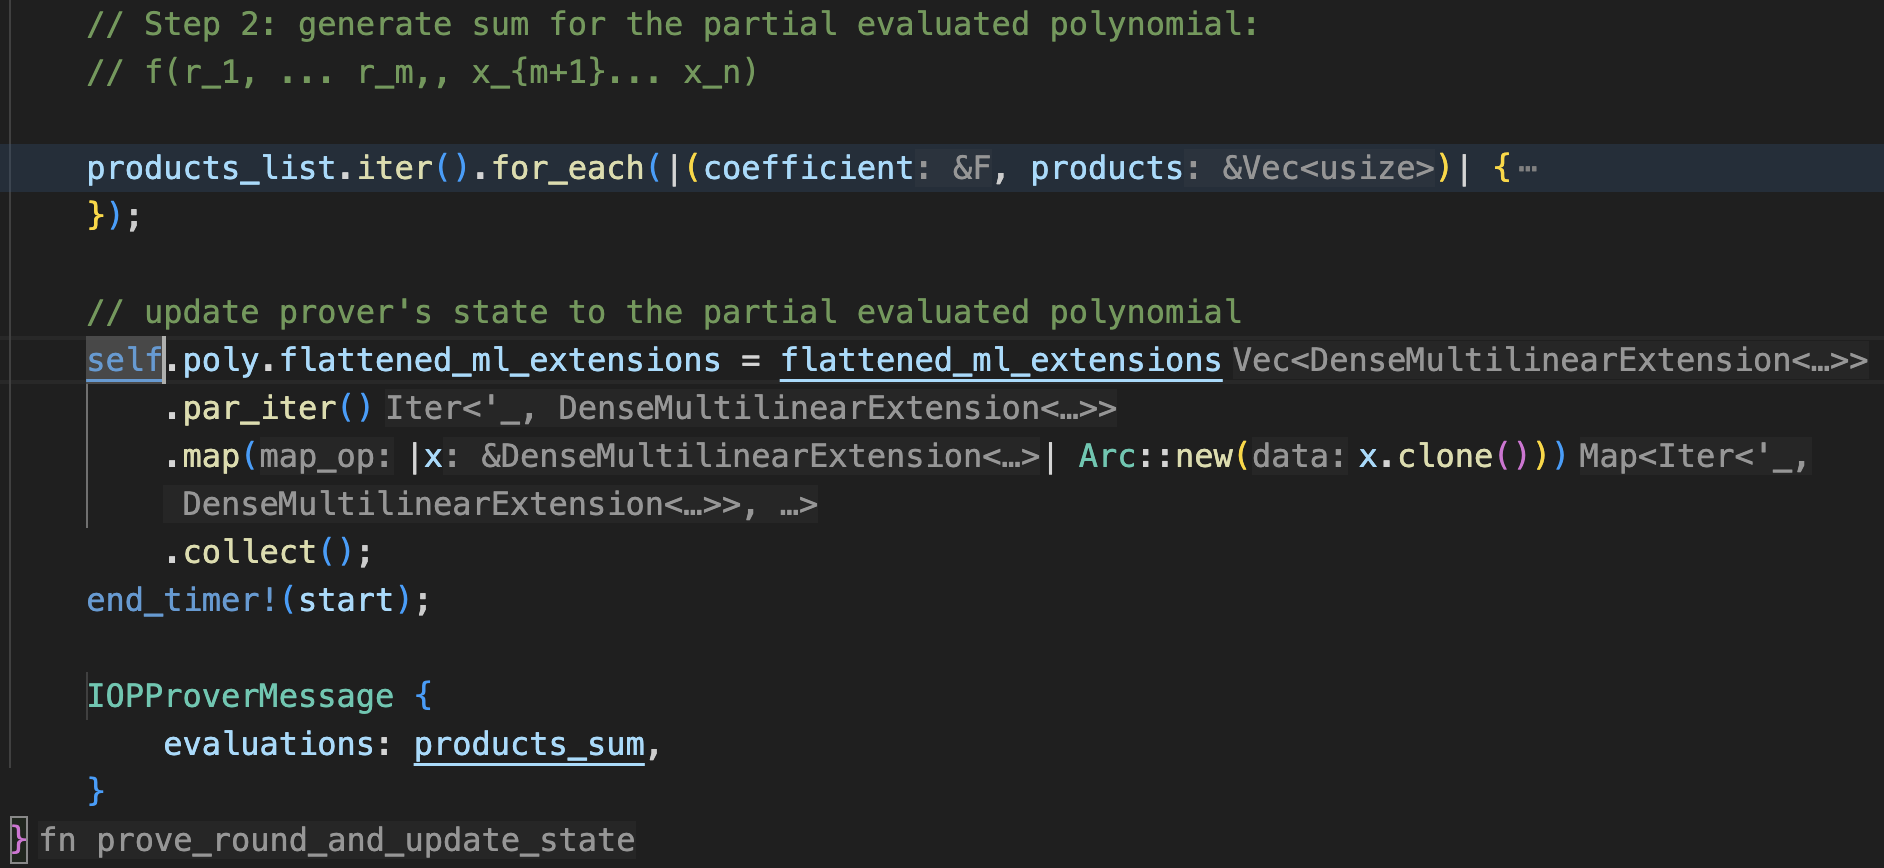 // Step 2: generate sum for the partial evaluated polynomial:
// f(r_1, ... r_m,, x_{m+1}... x_n)
products_list.iter().for_each(|(coefficient: &F, products: &Vec<usize>)| {⋯
});
// update prover's state to the partial evaluated polynomial
self.poly.flattened_ml_extensions = flattened_ml_extensions Vec<DenseMultilinearExtension<…>>
.par_iter() Iter<'_, DenseMultilinearExtension<…>>
.map(map_op: |x: &DenseMultilinearExtension<…>| Arc::new(data: x.clone())) Map<Iter<'_,
DenseMultilinearExtension<…>>, …>
.collect();
end_timer!(start);
IOPProverMessage {
evaluations: products_sum,
}
} fn prove_round_and_update_state